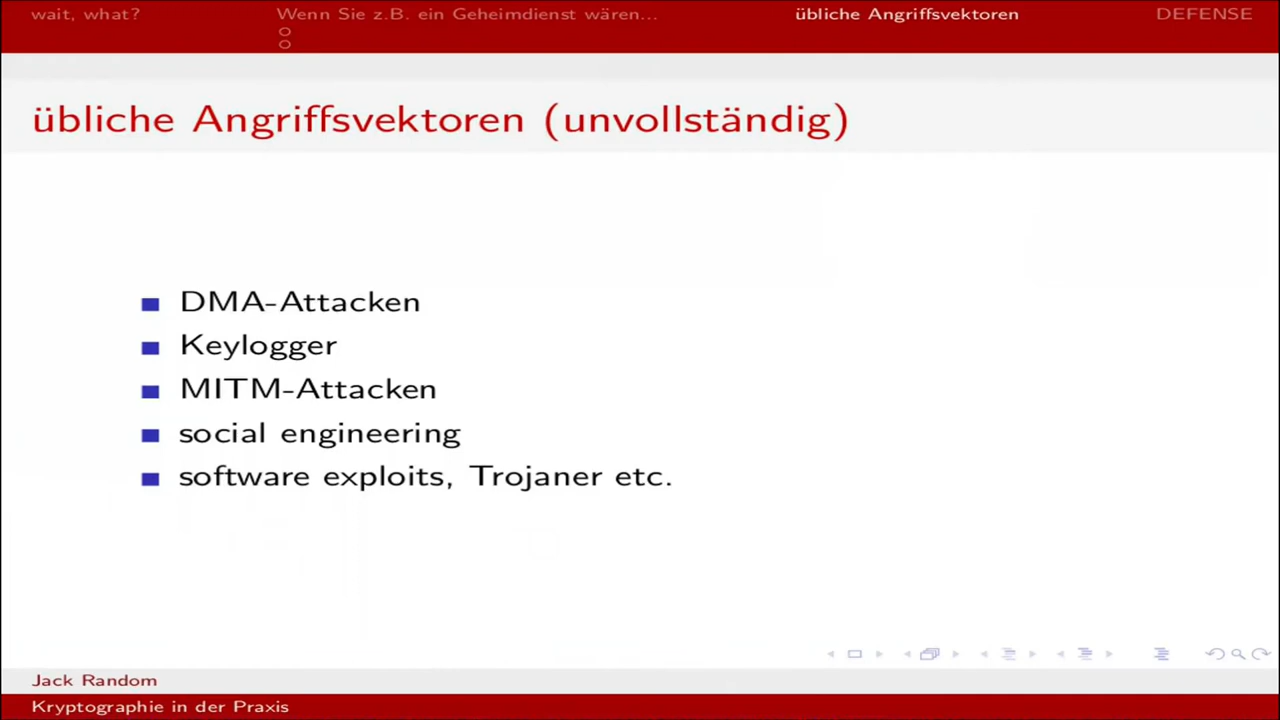 wait, what? Wenn Sie z.B. ein Geheimdienst wären... übliche Angriffsvektoren DEFENSE
übliche Angriffsvektoren (unvollständig)
DMA-Attacken
Keylogger
MITM-Attacken
social engineering
software exploits, Trojaner etc.
Jack Random
Kryptographie in der Praxis